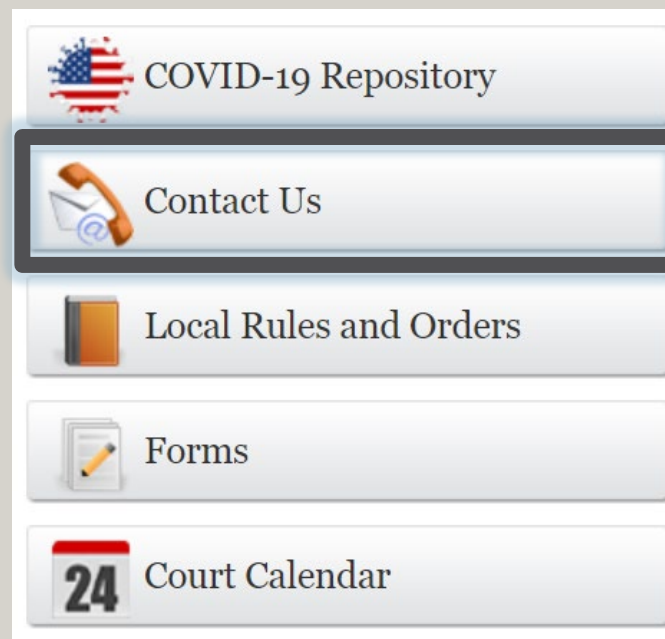 COVID-19 Repository
Contact Us
@
Local Rules and Orders
Forms
24
Court Calendar